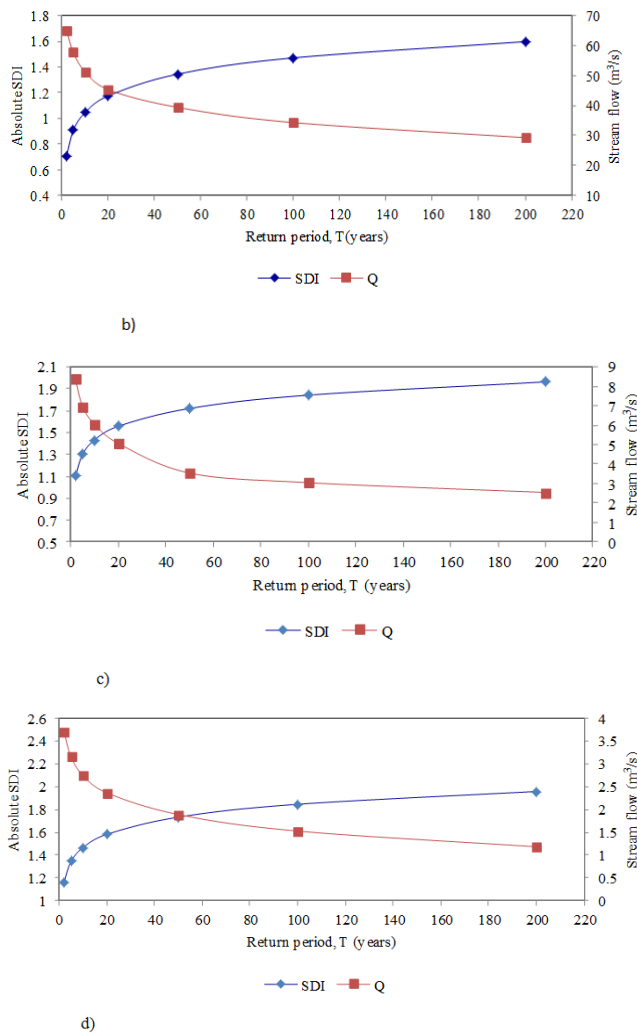 1.8 1.6 1.4 1.2 1 0.8 0.6 0.4
Absolute SDI
70 60 50 40 30 20 10
Stream flow (m³/s)
0 20 40 60 80 100 120 140 160 180 200 220
Return period, T (years)
SDI Q
b)
2.1 1.9 1.7 1.5 1.3 1.1 0.9 0.7 0.5
Absolute SDI
9 8 7 6 5 4 3 2 1 0
Stream flow (m³/s)
0 20 40 60 80 100 120 140 160 180 200 220
Return period, T (years)
SDI Q
c)
2.6 2.4 2.2 2 1.8 1.6 1.4 1.2 1
Absolute SDI
4 3.5 3 2.5 2 1.5 1 0.5 0
Stream flow (m³/s)
0 20 40 60 80 100 120 140 160 180 200 220
Return period, T (years)
SDI Q
d)